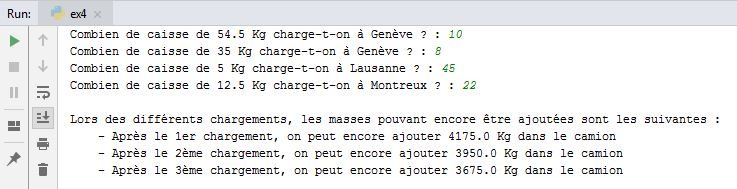 Run: ex4
Combien de caisse de 54.5 Kg charge-t-on à Genève ? : 10
Combien de caisse de 35 Kg charge-t-on à Genève ? : 8
Combien de caisse de 5 Kg charge-t-on à Lausanne ? : 45
Combien de caisse de 12.5 Kg charge-t-on à Montreux ? : 22
Lors des différents chargements, les masses pouvant encore être ajoutées sont les suivantes :
- Après le 1er chargement, on peut encore ajouter 4175.0 Kg dans le camion
- Après le 2ème chargement, on peut encore ajouter 3950.0 Kg dans le camion
- Après le 3ème chargement, on peut encore ajouter 3675.0 Kg dans le camion